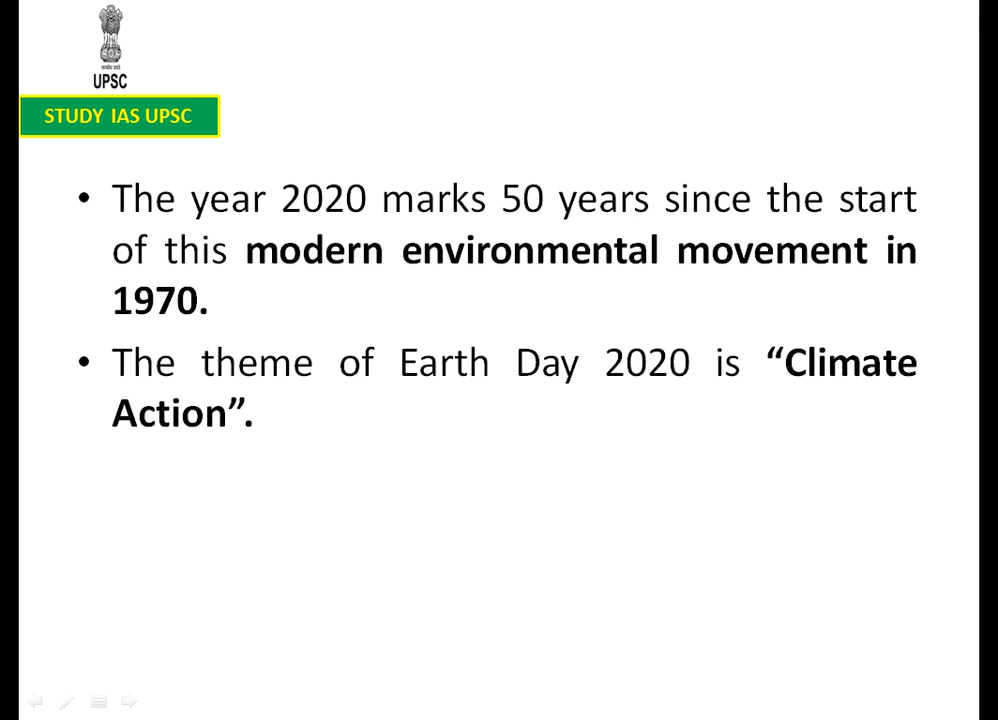 UPSC
STUDY IAS UPSC
• The year 2020 marks 50 years since the start
of this modern environmental movement in
1970.
• The theme of Earth Day 2020 is “Climate
Action”.